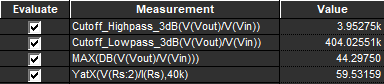 Evaluate Measurement Value
Cutoff_Highpass_3dB(V(Vout)/V(Vin)) 3.95275k
Cutoff_Lowpass_3dB(V(Vout)/V(Vin)) 404.02551k
MAX(DB(V(Vout)/V(Vin))) 44.29750
YatX(V(Rs:2)/I(Rs),40k) 59.53159